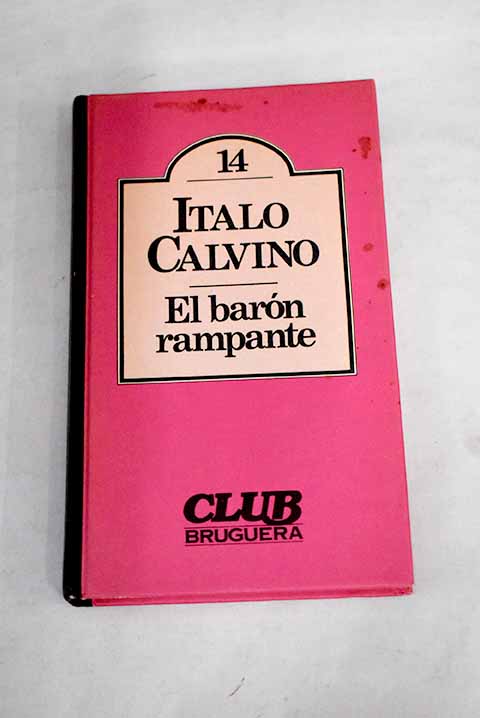 14
ITALO
CALVINO
El barón
rampante
CLUB
BRUGUERA